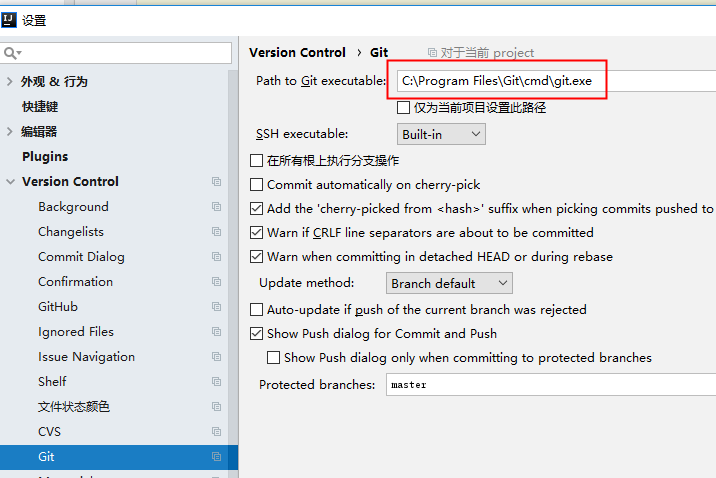 设置
外观 & 行为
快捷键
编辑器
Plugins
Version Control
Background
Changelists
Commit Dialog
Confirmation
GitHub
Ignored Files
Issue Navigation
Shelf
文件状态颜色
CVS
Git
Version Control › Git 对于当前 project
Path to Git executable: C:\Program Files\Git\cmd\git.exe
仅为当前项目设置此路径
SSH executable: Built-in
在所有根上执行分支操作
Commit automatically on cherry-pick
Add the 'cherry-picked from <hash>' suffix when picking commits pushed to
Warn if CRLF line separators are about to be committed
Warn when committing in detached HEAD or during rebase
Update method: Branch default
Auto-update if push of the current branch was rejected
Show Push dialog for Commit and Push
Show Push dialog only when committing to protected branches
Protected branches: master